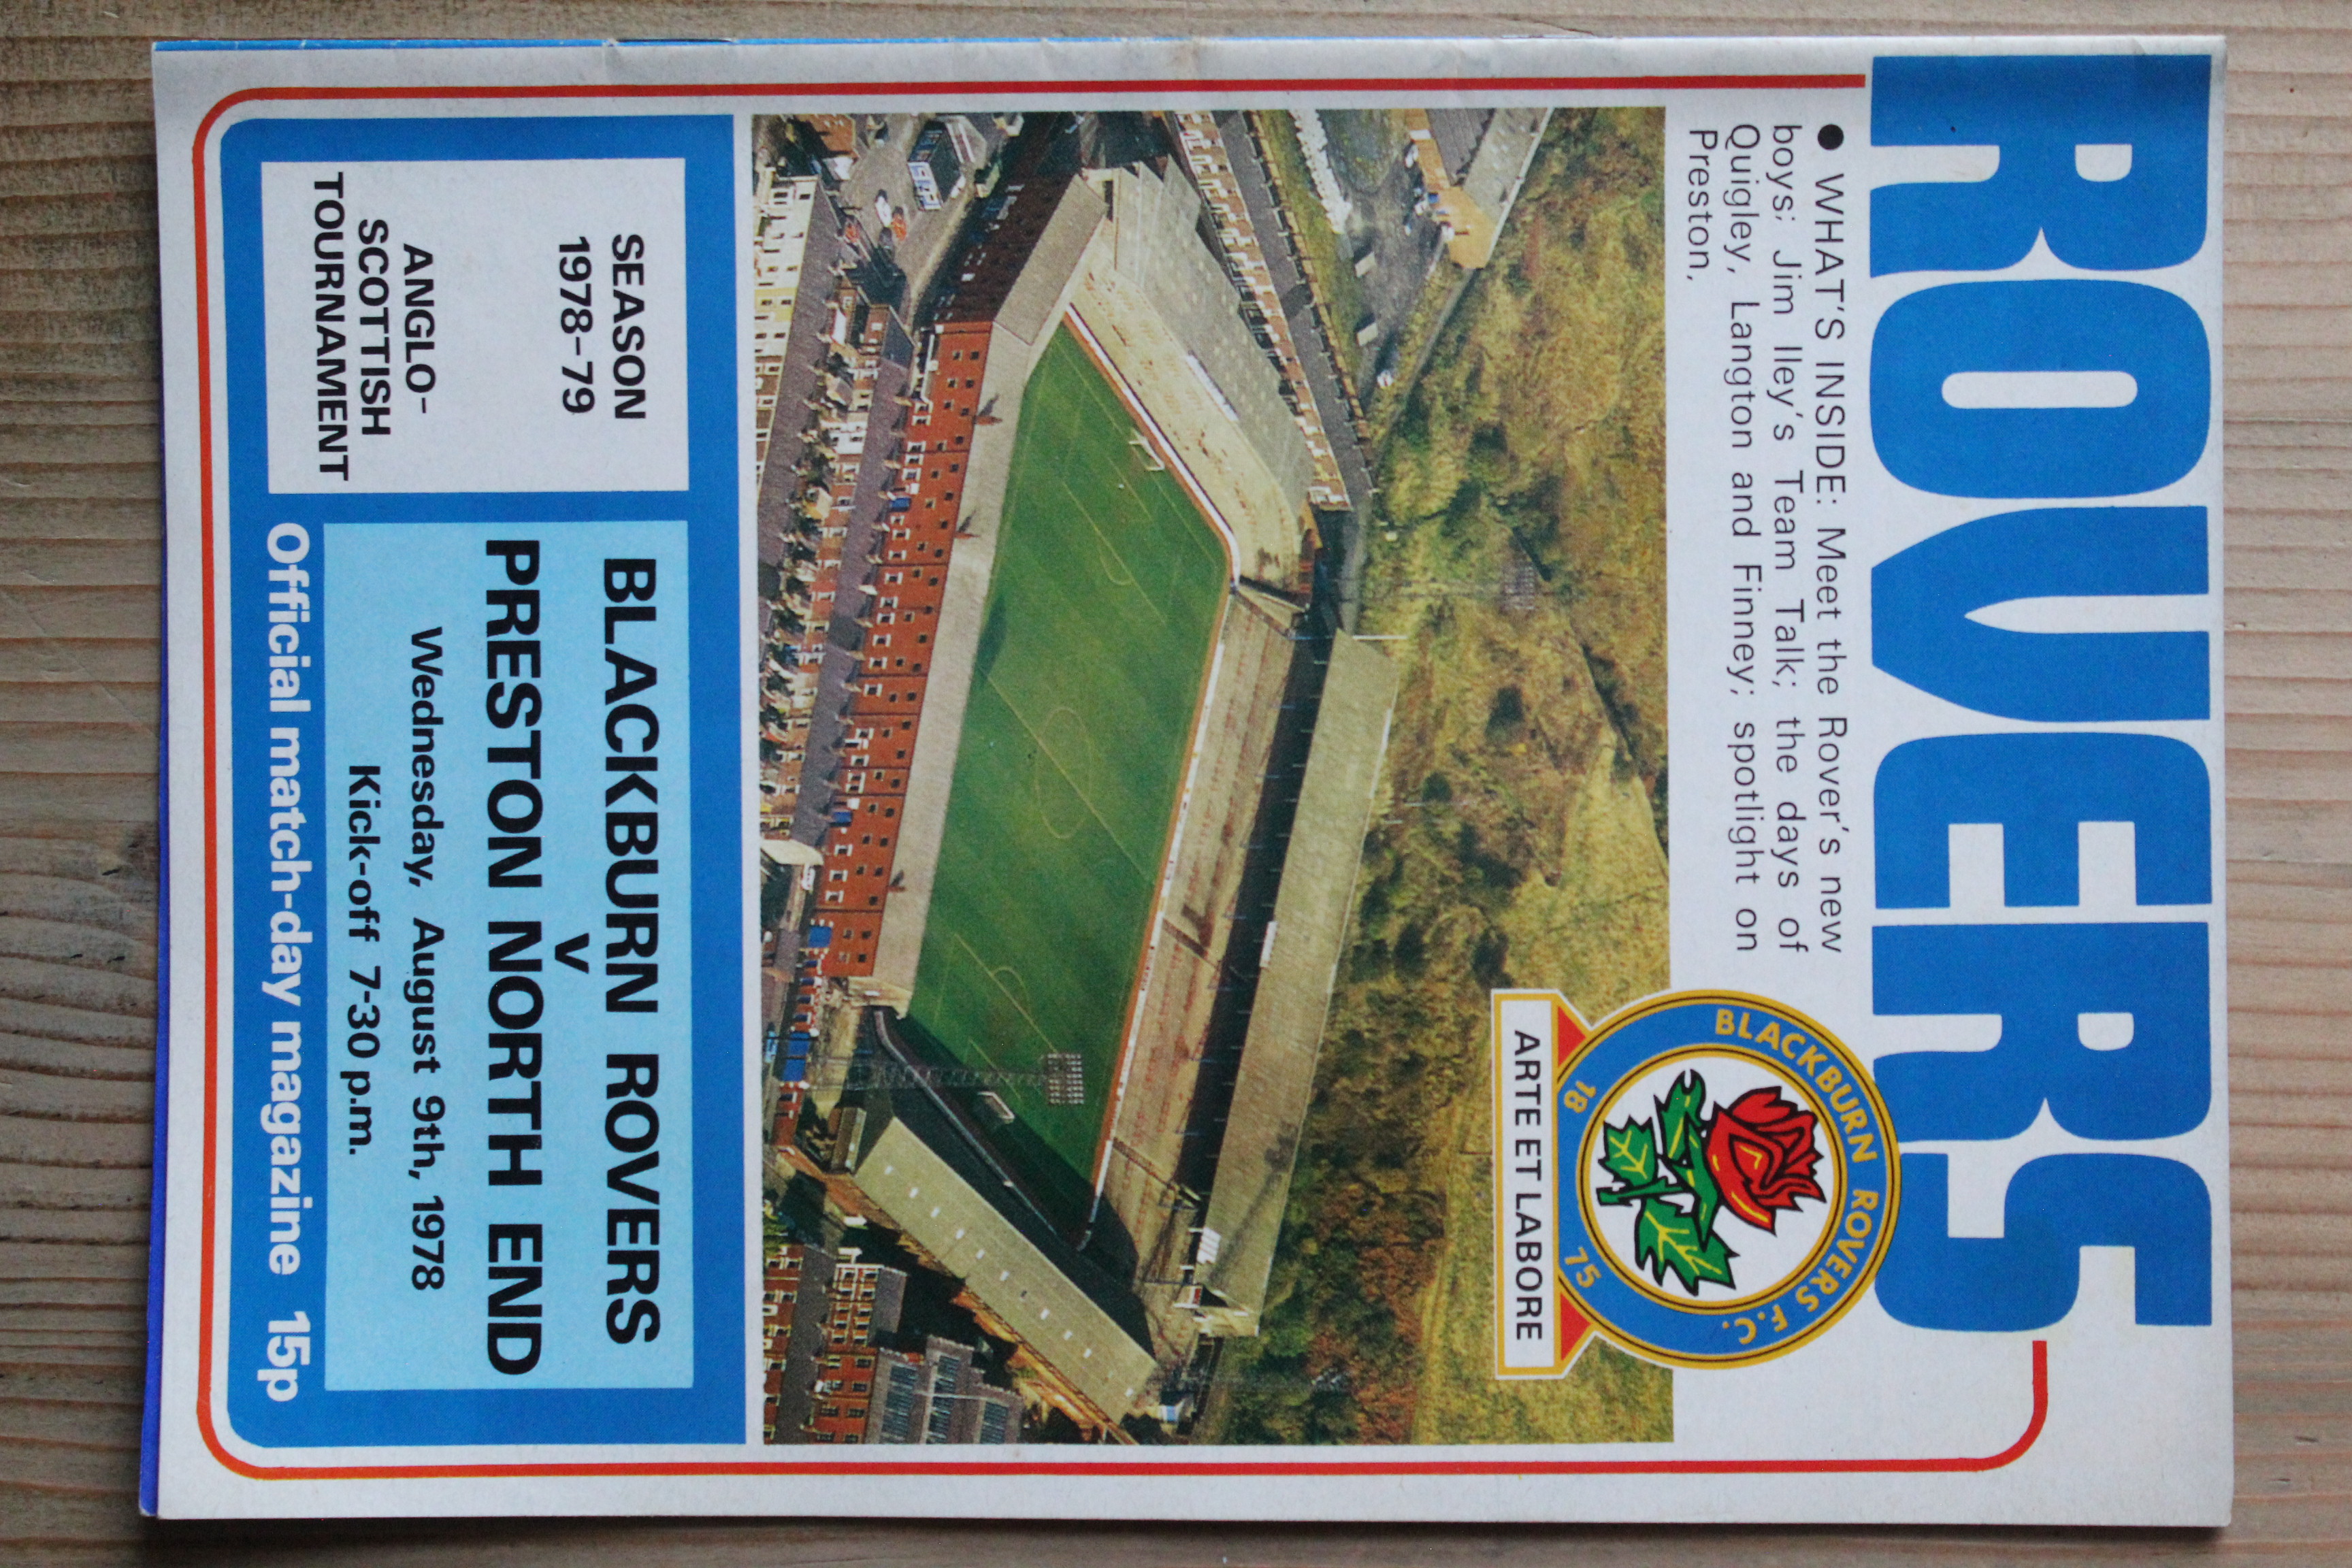 ROVERS
● WHAT'S INSIDE: Meet the Rover's new
boys; Jim Iley's Team Talk; the days of
Quigley, Langton and Finney; spotlight on
Preston.
BLACKBURN ROVERS F.C.
18 75
ARTE ET LABORE
SEASON
1978-79
ANGLO-
SCOTTISH
TOURNAMENT
BLACKBURN ROVERS
v
PRESTON NORTH END
Wednesday, August 9th, 1978
Kick-off 7-30 p.m.
Official match-day magazine 15p